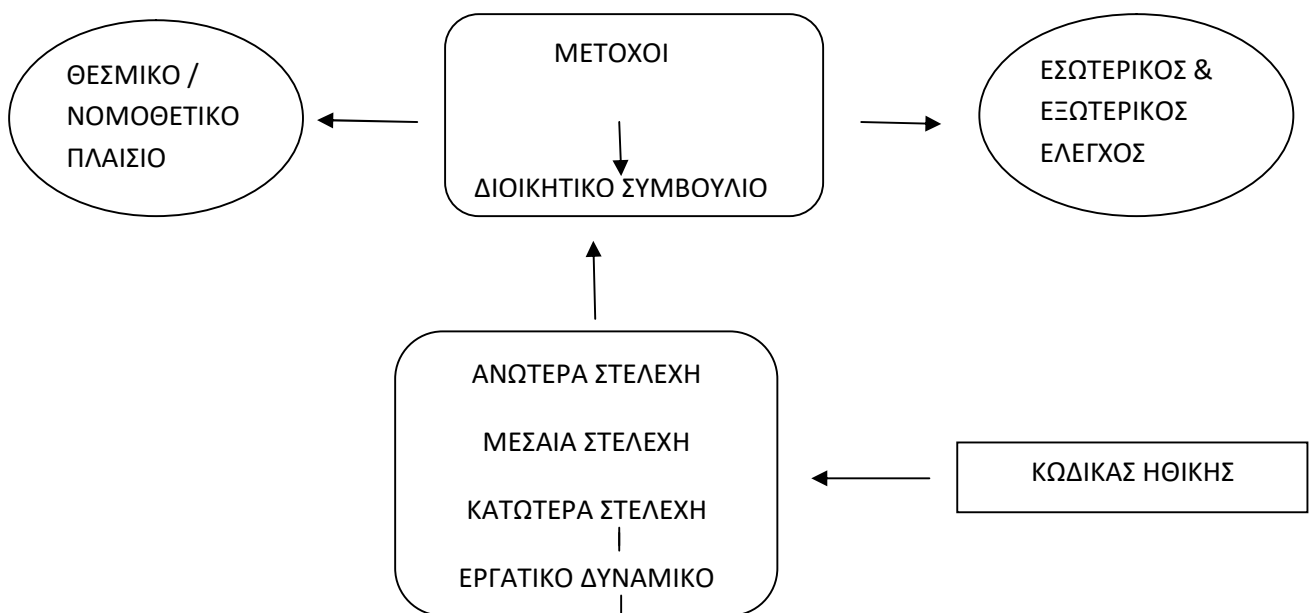 ΘΕΣΜΙΚΟ /
ΝΟΜΟΘΕΤΙΚΟ
ΠΛΑΙΣΙΟ
ΜΕΤΟΧΟΙ
ΔΙΟΙΚΗΤΙΚΟ ΣΥΜΒΟΥΛΙΟ
ΕΣΩΤΕΡΙΚΟΣ &
ΕΞΩΤΕΡΙΚΟΣ
ΕΛΕΓΧΟΣ
ΑΝΩΤΕΡΑ ΣΤΕΛΕΧΗ
ΜΕΣΑΙΑ ΣΤΕΛΕΧΗ
ΚΑΤΩΤΕΡΑ ΣΤΕΛΕΧΗ
ΕΡΓΑΤΙΚΟ ΔΥΝΑΜΙΚΟ
ΚΩΔΙΚΑΣ ΗΘΙΚΗΣ